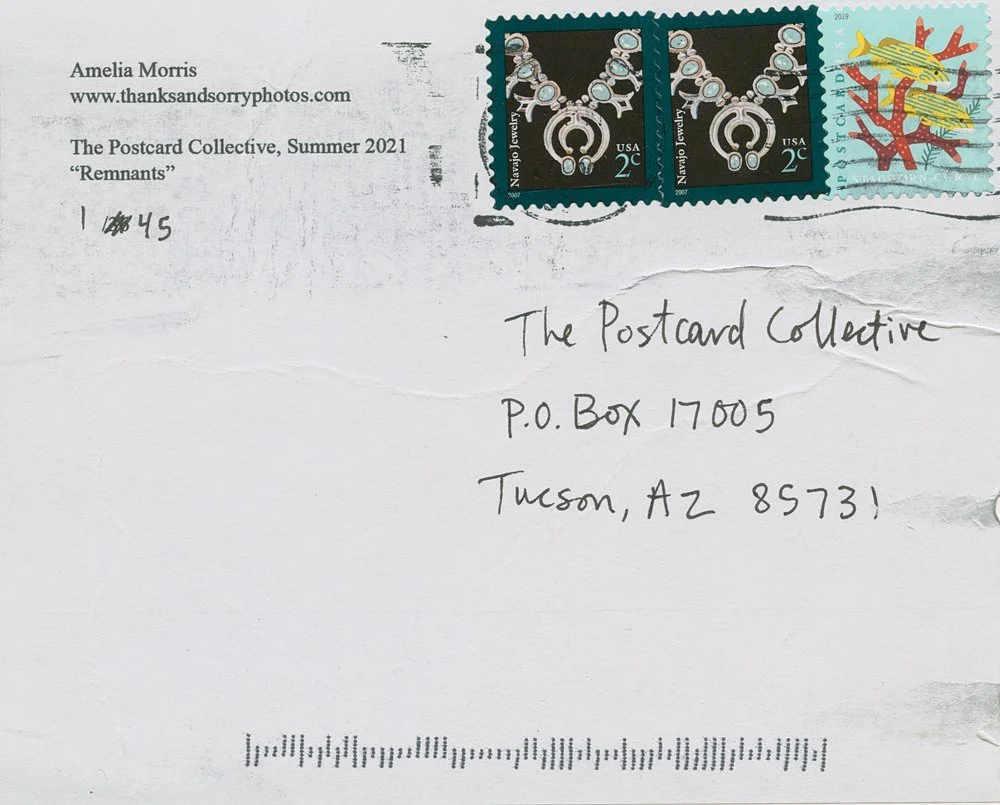 Amelia Morris
www.thanksandsorryphotos.com
The Postcard Collective, Summer 2021
“Remnants”
1 45
Navajo Jewelry
USA
2c
2007
Navajo Jewelry
USA
2c
2007
2019
POSTCARD USA
The Postcard Collective
P.O. Box 17005
Tucson, AZ 85731